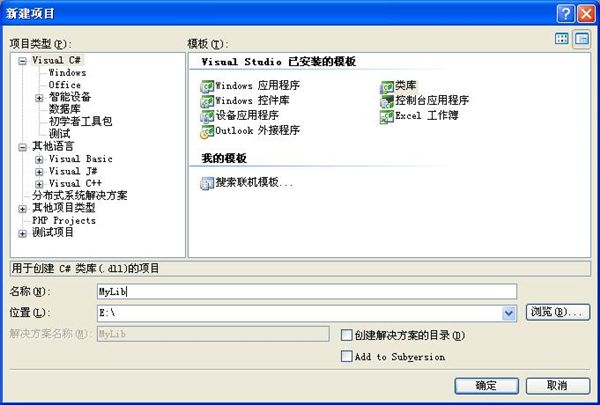 新建项目
项目类型(P):
模板(T):
Visual C#
Windows
Office
智能设备
数据库
初学者工具包
测试
其他语言
Visual Basic
Visual J#
Visual C++
分布式系统解决方案
其他项目类型
PHP Projects
测试项目
Visual Studio 已安装的模板
Windows 应用程序
类库
Windows 控件库
控制台应用程序
设备应用程序
Excel 工作簿
Outlook 外接程序
我的模板
搜索联机模板...
用于创建 C# 类库(.dll)的项目
名称(N):
MyLib
位置(L):
E:\
浏览(B)...
解决方案名称(M):
MyLib
创建解决方案的目录(D)
Add to Subversion
确定
取消